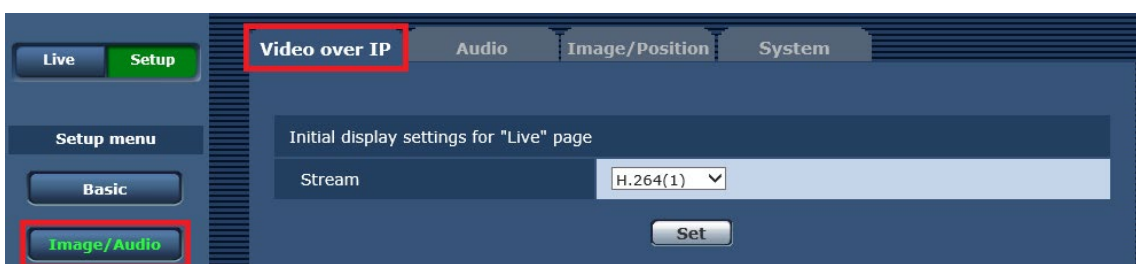 Live
Setup
Video over IP
Audio
Image/Position
System
Setup menu
Initial display settings for "Live" page
Basic
Stream
H.264(1)
Image/Audio
Set